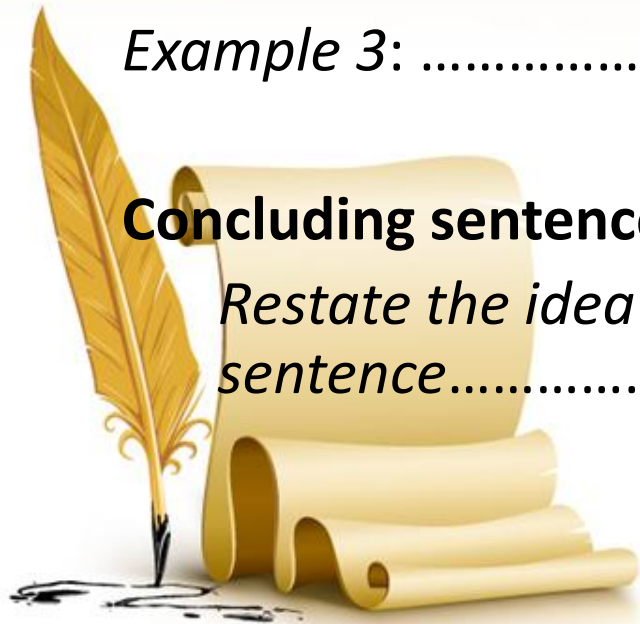 Example 3: ………………
Concluding sentence
Restate the idea
sentence…………..